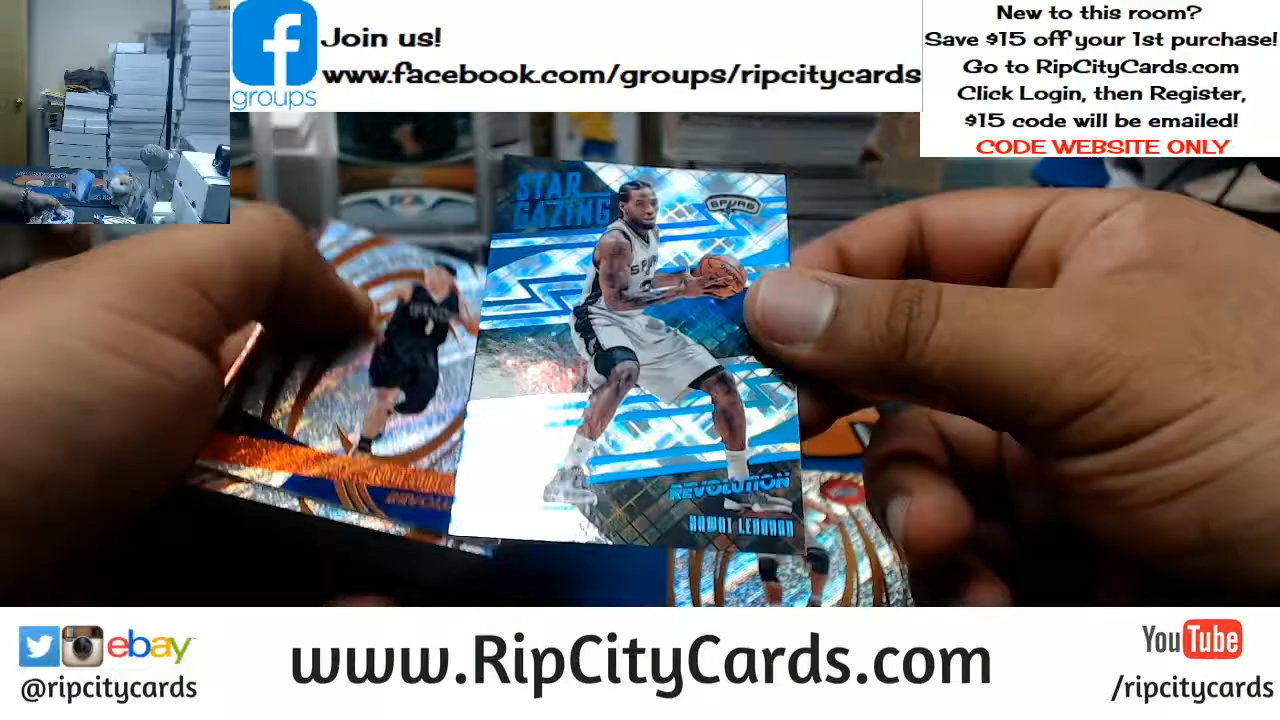 groups
Join us!
www.facebook.com/groups/ripcitycards
New to this room?
Save $15 off your 1st purchase!
Go to RipCityCards.com
Click Login, then Register,
$15 code will be emailed!
CODE WEBSITE ONLY
STAR
GAZING
SPURS
SPURS
REVOLUTION
KAWHI LEONARD
ebay
@ripcitycards
www.RipCityCards.com
YouTube
/ripcitycards